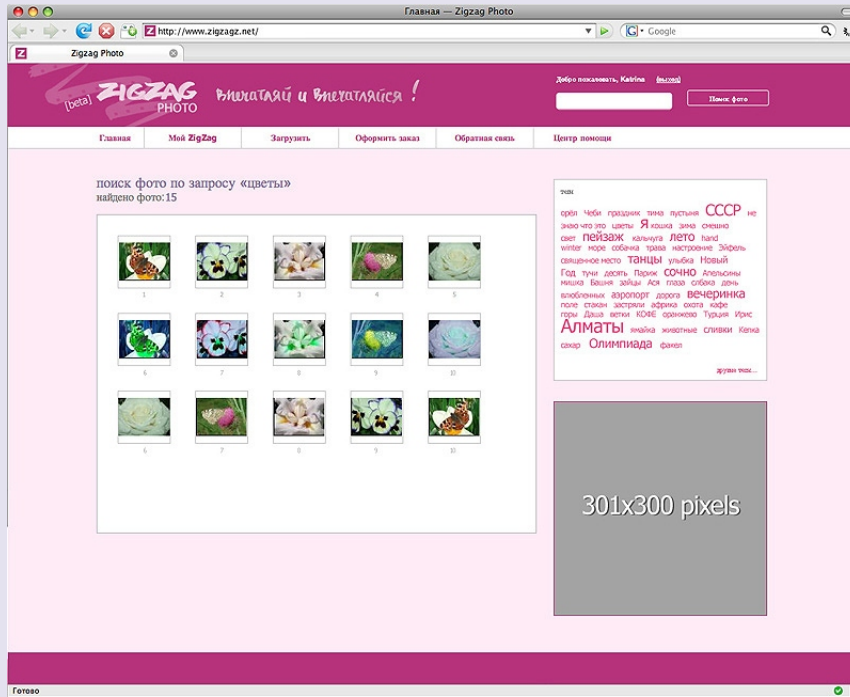 Главная — Zigzag Photo
http://www.zigzagz.net/
Google
Zigzag Photo
[beta] ZIGZAG PHOTO
Впечатляй и Впечатляйся !
Добро пожаловать, Katrina (выход)
Поиск фото
Главная Мой ZigZag Загрузить Оформить заказ Обратная связь Центр помощи
поиск фото по запросу «цветы»
найдено фото:15
1 2 3 4 5
6 7 8 9 10
6 7 8 9 10
теги
орёл Чеби праздник тима пустыня СССР не
знаю что это цветы Я кошка зима смешно
свет пейзаж кальчуга лето hand
winter море собачка трава настроение Эйфель
священное место танцы улыбка Новый
Год тучи десять Париж сочно Апельсины
мишка Башня зайцы Ася глаза собака день
влюбленных аэропорт дорога вечеринка
поле стакан застряли африка охота кафе
горы Даша ветки КОФЕ оранжево Турция Ирис
Алматы ямайка животные сливки Кепка
сахар Олимпиада факел
другие теги...
301x300 pixels
Готово